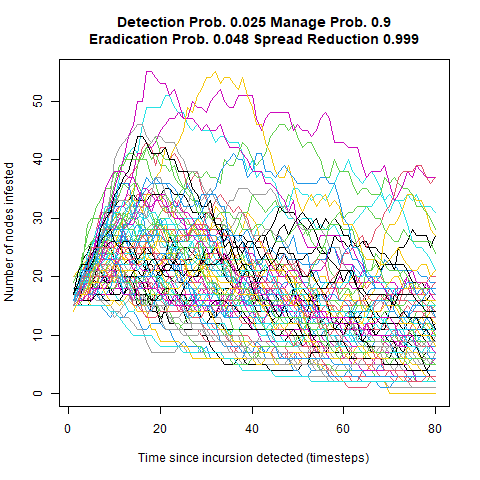 Detection Prob. 0.025 Manage Prob. 0.9
Eradication Prob. 0.048 Spread Reduction 0.999
Number of nodes infested
50
40
30
20
10
0
0 20 40 60 80
Time since incursion detected (timesteps)